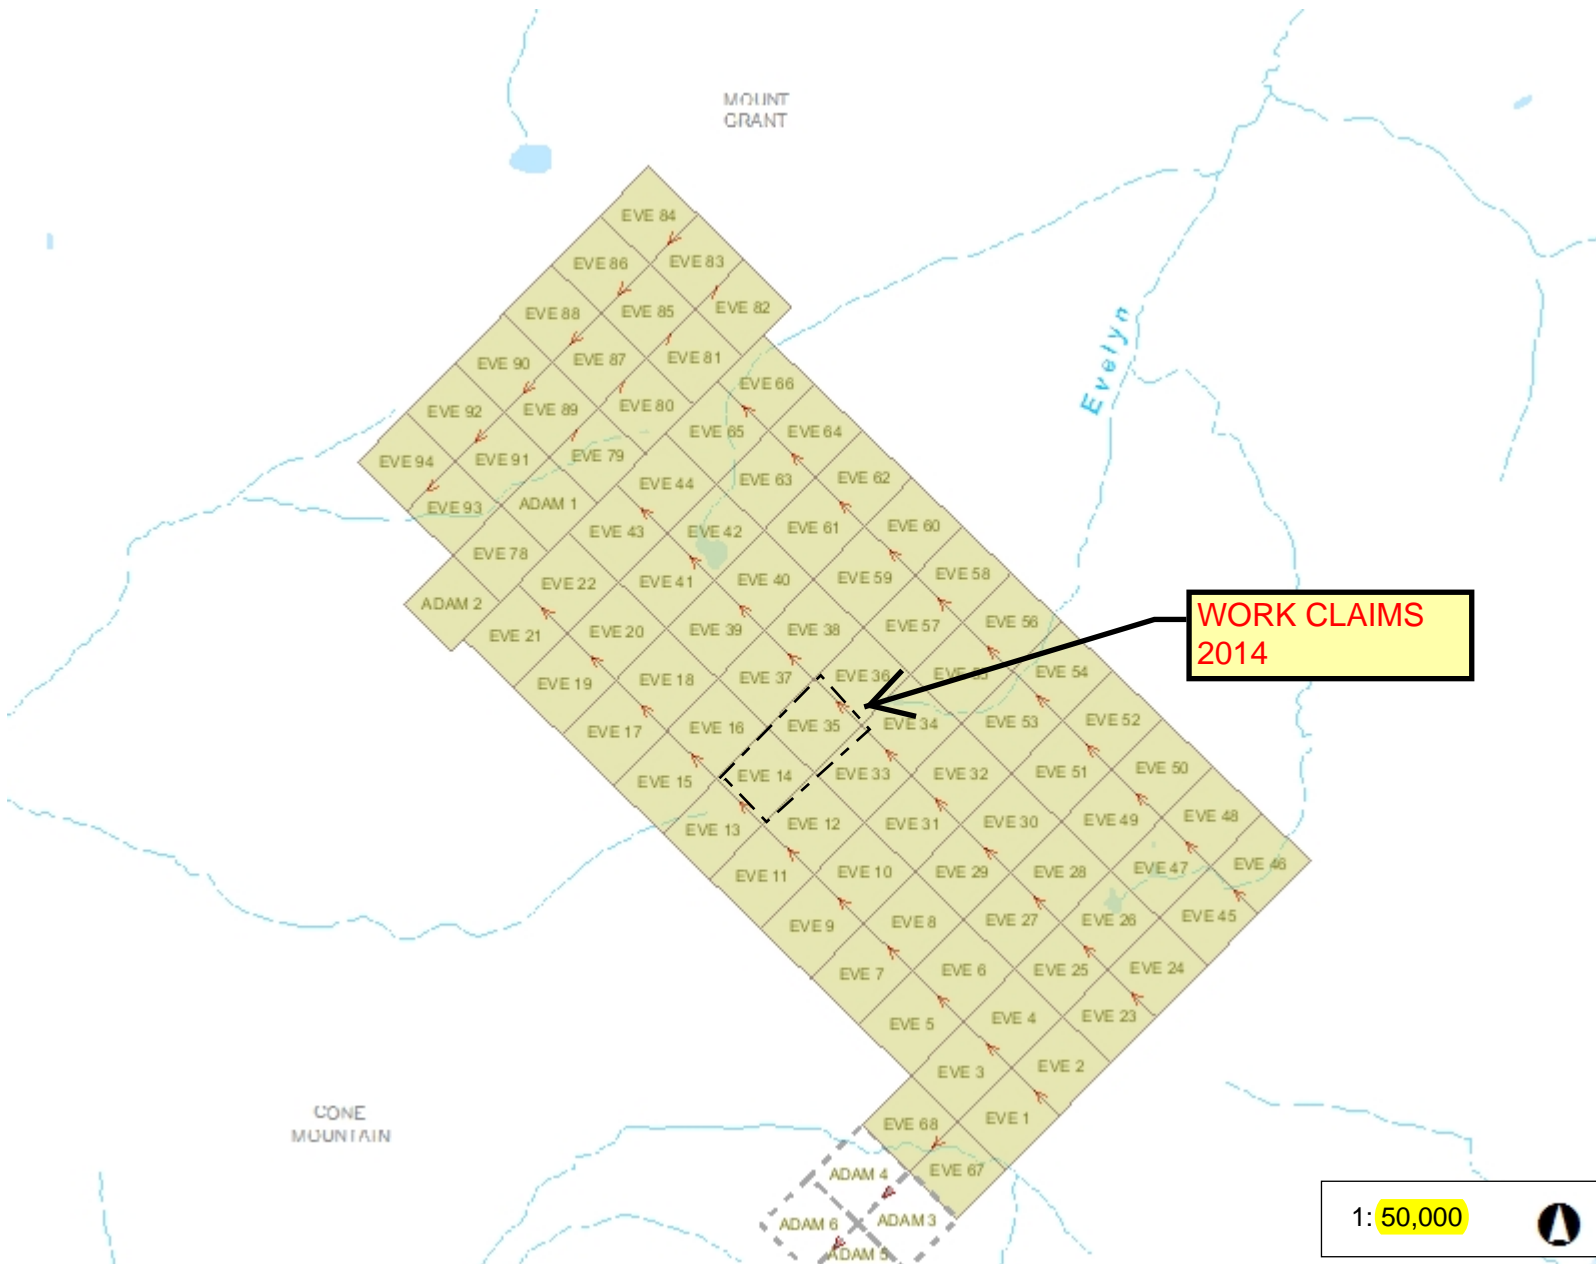 MOUNT
GRANT
EVE 84
EVE 86
EVE 83
EVE 88
EVE 85
EVE 82
EVE 90
EVE 87
EVE 81
EVE 66
EVE 92
EVE 89
EVE 80
EVE 65
EVE 64
EVE 94
EVE 91
EVE 79
EVE 44
EVE 63
EVE 62
EVE 93
ADAM 1
EVE 43
EVE 42
EVE 61
EVE 60
EVE 78
EVE 22
EVE 41
EVE 40
EVE 59
EVE 58
ADAM 2
EVE 21
EVE 20
EVE 39
EVE 38
EVE 57
EVE 56
EVE 19
EVE 18
EVE 37
EVE 36
EVE 54
EVE 17
EVE 16
EVE 35
EVE 34
EVE 53
EVE 52
EVE 15
EVE 14
EVE 33
EVE 32
EVE 51
EVE 50
EVE 13
EVE 12
EVE 31
EVE 30
EVE 49
EVE 48
EVE 11
EVE 10
EVE 29
EVE 28
EVE 47
EVE 46
EVE 9
EVE 8
EVE 27
EVE 26
EVE 45
EVE 7
EVE 6
EVE 25
EVE 24
EVE 5
EVE 4
EVE 23
EVE 3
EVE 2
EVE 68
EVE 1
EVE 67
ADAM 4
ADAM 6
ADAM 3
ADAM 5
Evelyn
WORK CLAIMS
2014
CONE
MOUNTAIN
1: 50,000